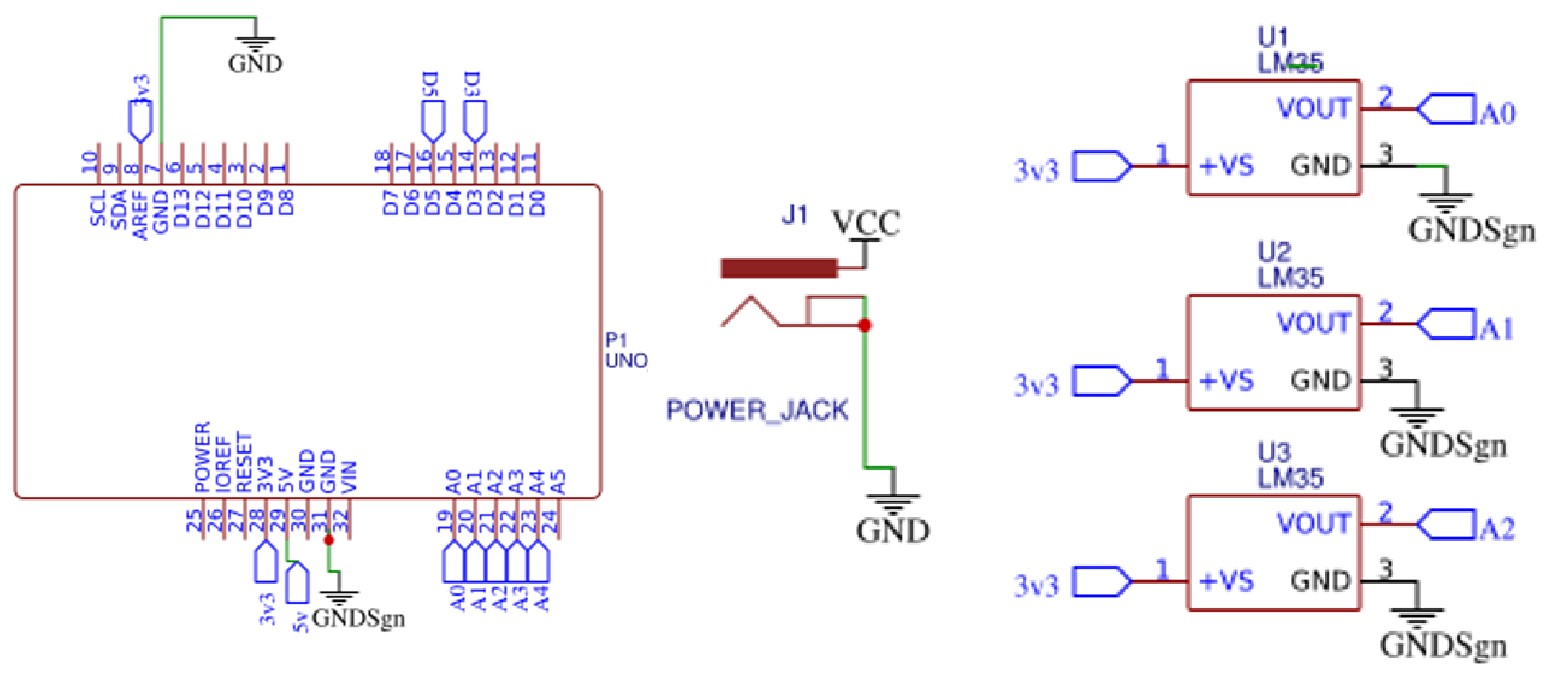 GND
3v3
D5
D3
10 9 8 7 6 5 4 3 2 1
18 17 16 15 14 13 12 11
SCL SDA AREF GND D13 D12 D11 D10 D9 D8
D7 D6 D5 D4 D3 D2 D1 D0
P1
UNO
POWER IOREF RESET 3V3 5V GND GND VIN
A0 A1 A2 A3 A4 A5
25 26 27 28 29 30 31 32
19 20 21 22 23 24
3v3
5v
GNDSgn
A0 A1 A2 A3 A4
J1
VCC
POWER_JACK
GND
U1
LM35
VOUT 2 A0
3v3 1 +VS GND 3
GNDSgn
U2
LM35
VOUT 2 A1
3v3 1 +VS GND 3
GNDSgn
U3
LM35
VOUT 2 A2
3v3 1 +VS GND 3
GNDSgn